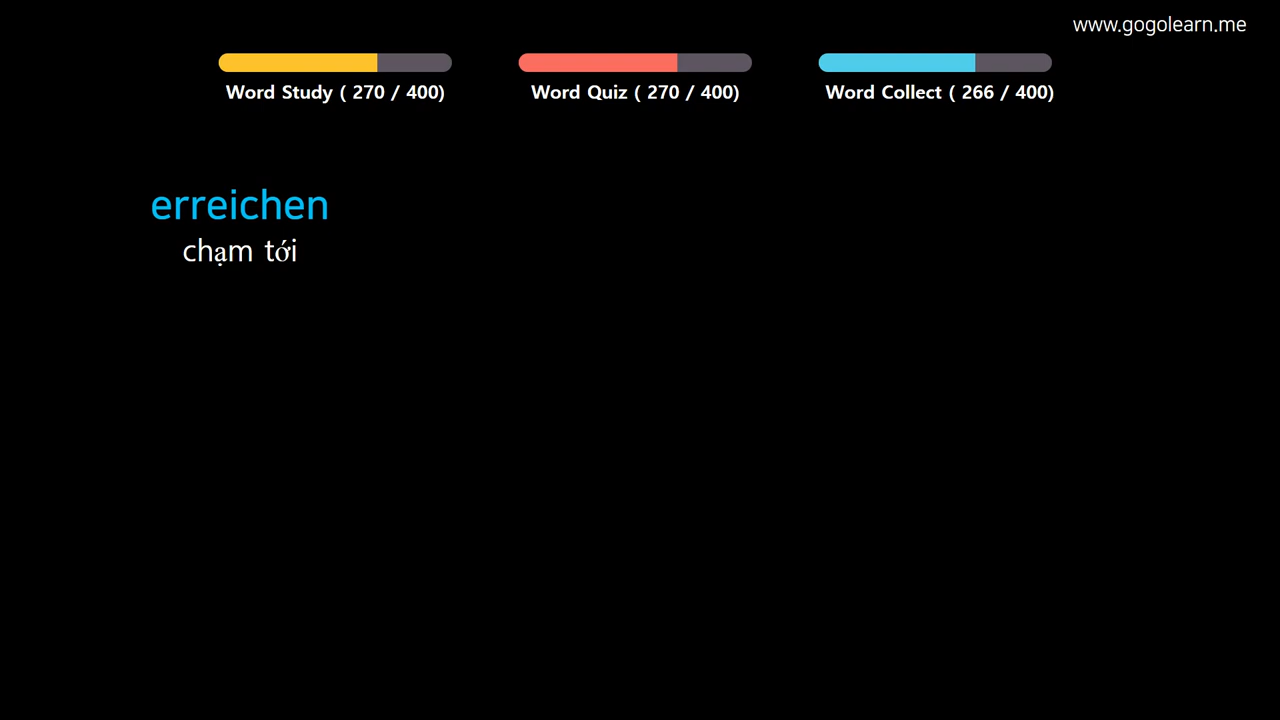 www.gogolearn.me
Word Study ( 270 / 400)
Word Quiz ( 270 / 400)
Word Collect ( 266 / 400)
erreichen
chạm tới